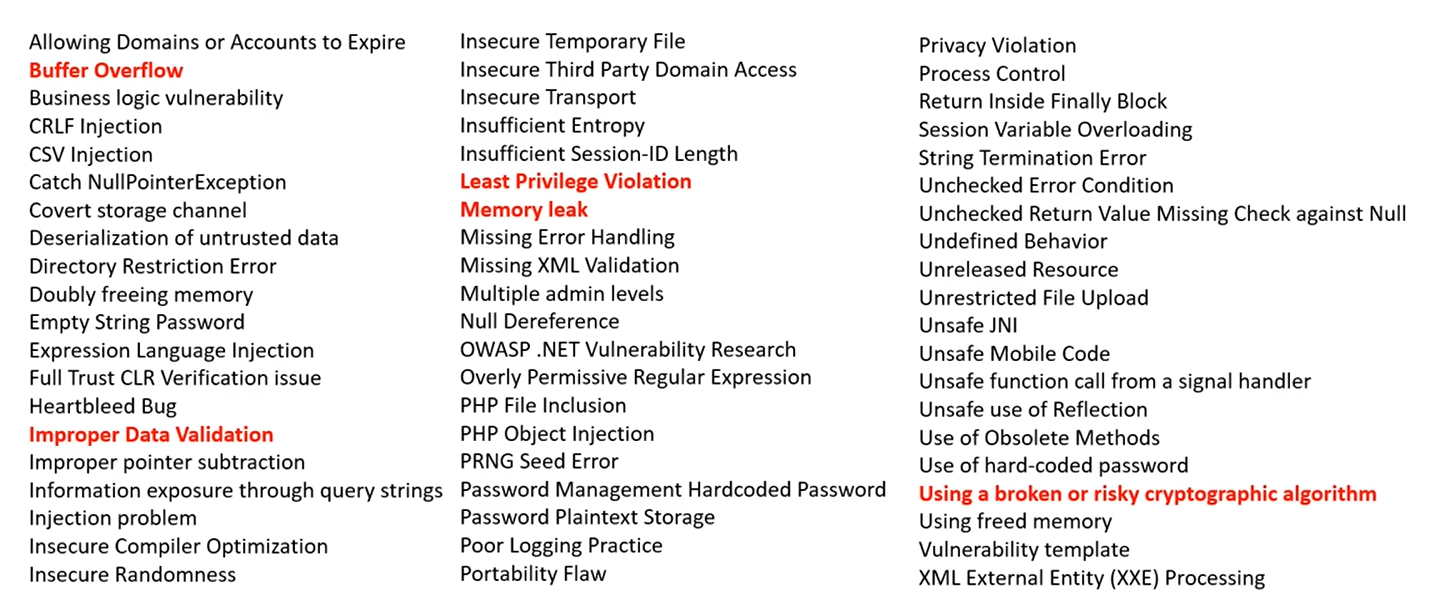 Allowing Domains or Accounts to Expire
Buffer Overflow
Business logic vulnerability
CRLF Injection
CSV Injection
Catch NullPointerException
Covert storage channel
Deserialization of untrusted data
Directory Restriction Error
Doubly freeing memory
Empty String Password
Expression Language Injection
Full Trust CLR Verification issue
Heartbleed Bug
Improper Data Validation
Improper pointer subtraction
Information exposure through query strings
Injection problem
Insecure Compiler Optimization
Insecure Randomness
Insecure Temporary File
Insecure Third Party Domain Access
Insecure Transport
Insufficient Entropy
Insufficient Session-ID Length
Least Privilege Violation
Memory leak
Missing Error Handling
Missing XML Validation
Multiple admin levels
Null Dereference
OWASP .NET Vulnerability Research
Overly Permissive Regular Expression
PHP File Inclusion
PHP Object Injection
PRNG Seed Error
Password Management Hardcoded Password
Password Plaintext Storage
Poor Logging Practice
Portability Flaw
Privacy Violation
Process Control
Return Inside Finally Block
Session Variable Overloading
String Termination Error
Unchecked Error Condition
Unchecked Return Value Missing Check against Null
Undefined Behavior
Unreleased Resource
Unrestricted File Upload
Unsafe JNI
Unsafe Mobile Code
Unsafe function call from a signal handler
Unsafe use of Reflection
Use of Obsolete Methods
Use of hard-coded password
Using a broken or risky cryptographic algorithm
Using freed memory
Vulnerability template
XML External Entity (XXE) Processing